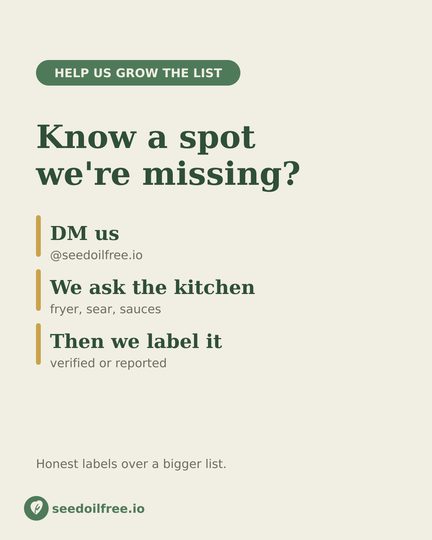 HELP US GROW THE LIST
Know a spot
we're missing?
DM us
@seedoilfree.io
We ask the kitchen
fryer, sear, sauces
Then we label it
verified or reported
Honest labels over a bigger list.
seedoilfree.io